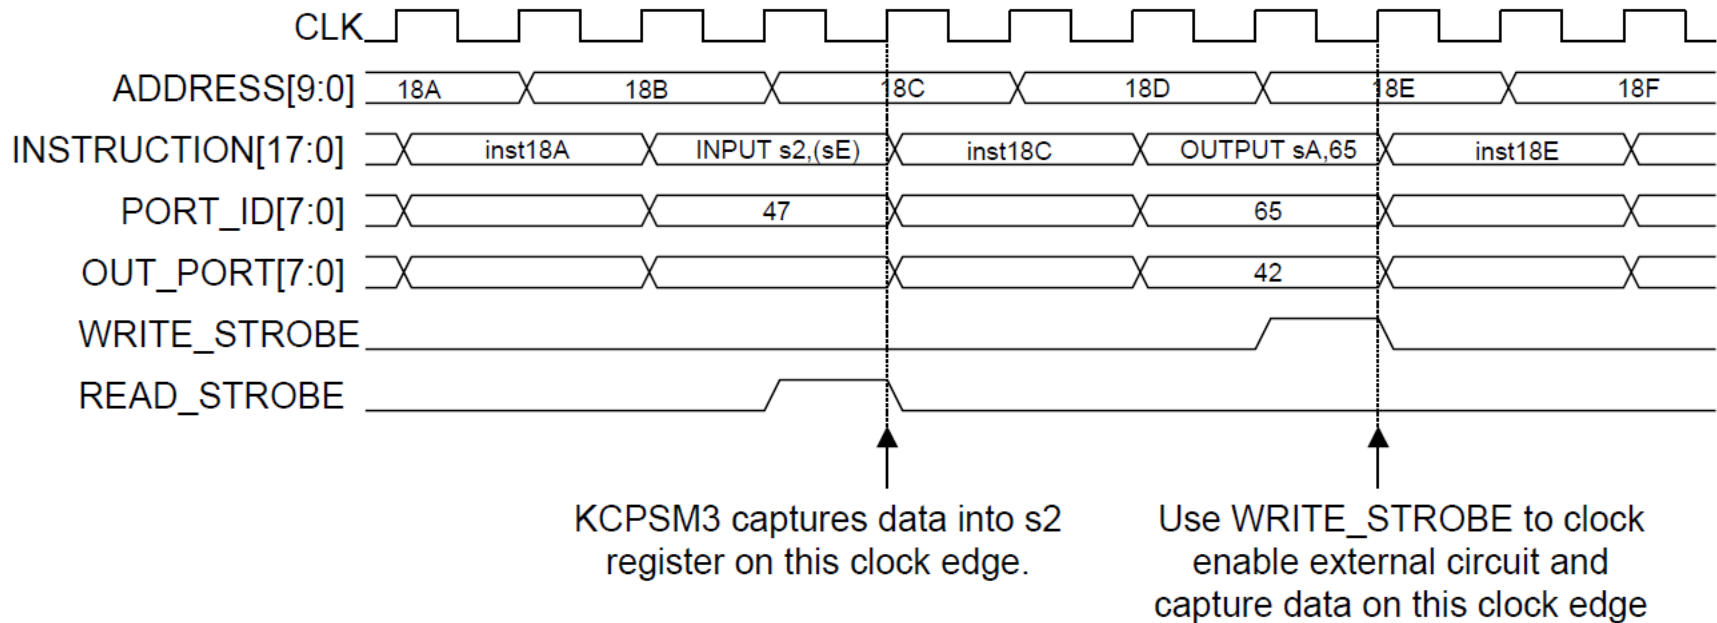 CLK
ADDRESS[9:0] 18A 18B 18C 18D 18E 18F
INSTRUCTION[17:0] inst18A INPUT s2,(sE) inst18C OUTPUT sA,65 inst18E
PORT_ID[7:0] 47 65
OUT_PORT[7:0] 42
WRITE_STROBE
READ_STROBE
KCPSM3 captures data into s2
register on this clock edge.
Use WRITE_STROBE to clock
enable external circuit and
capture data on this clock edge